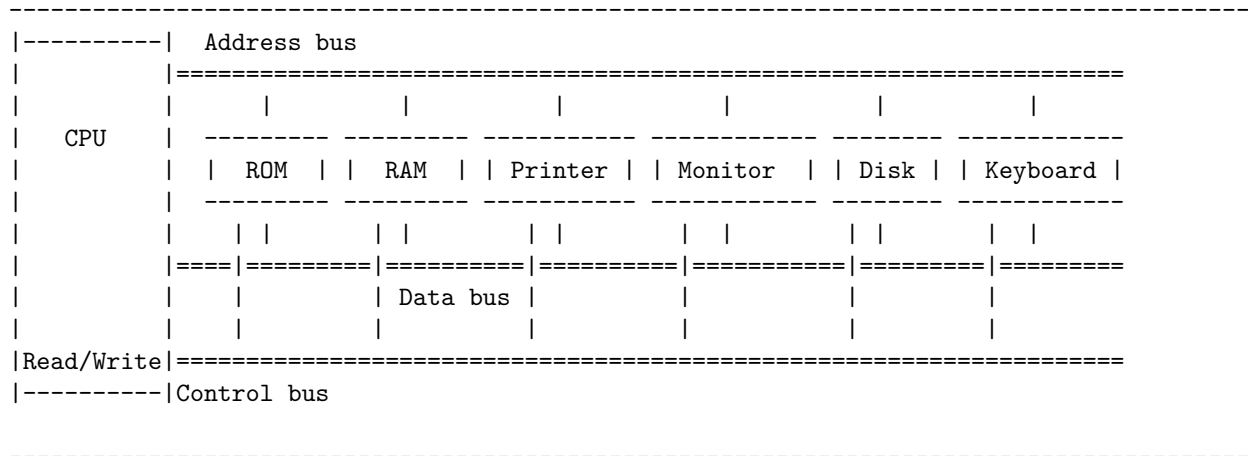 Address bus
CPU
ROM RAM Printer Monitor Disk Keyboard
Data bus
Read/Write
Control bus